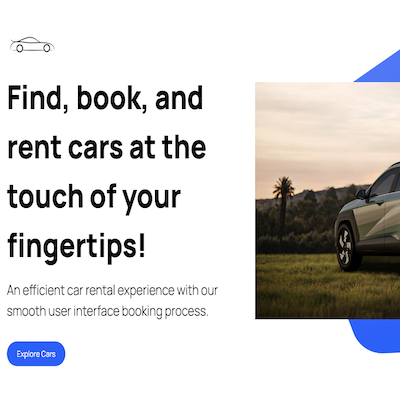 Find, book, and
rent cars at the
touch of your
fingertips!
An efficient car rental experience with our
smooth user interface booking process.
Explore Cars